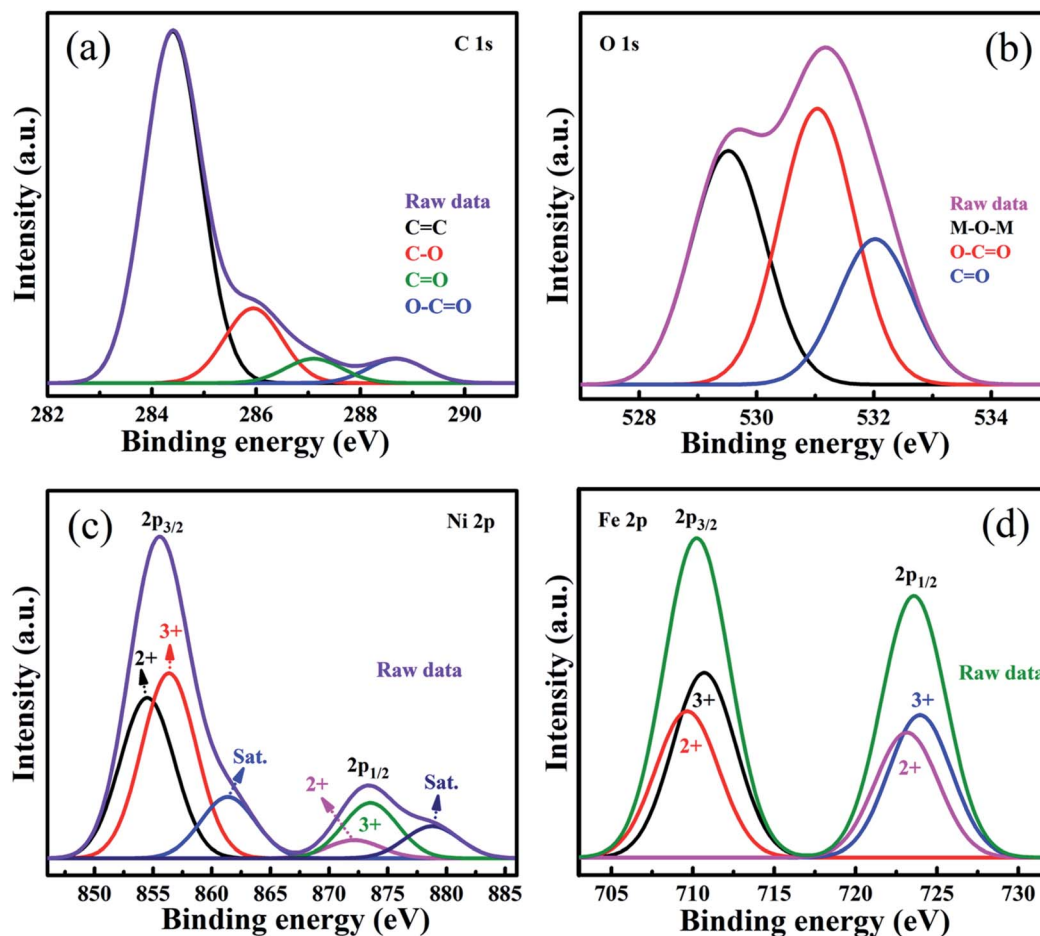 (a)
C 1s
Raw data
C=C
C-O
C=O
O-C=O
Intensity (a.u.)
282 284 286 288 290
Binding energy (eV)
O 1s
(b)
Raw data
M-O-M
O-C=O
C=O
Intensity (a.u.)
528 530 532 534
Binding energy (eV)
(c)
2p3/2
Ni 2p
3+
2+
Raw data
Sat.
2p1/2
2+
Sat.
3+
Intensity (a.u.)
850 855 860 865 870 875 880 885
Binding energy (eV)
Fe 2p
2p3/2
(d)
2p1/2
Raw data
3+
3+
2+
2+
Intensity (a.u.)
705 710 715 720 725 730
Binding energy (eV)